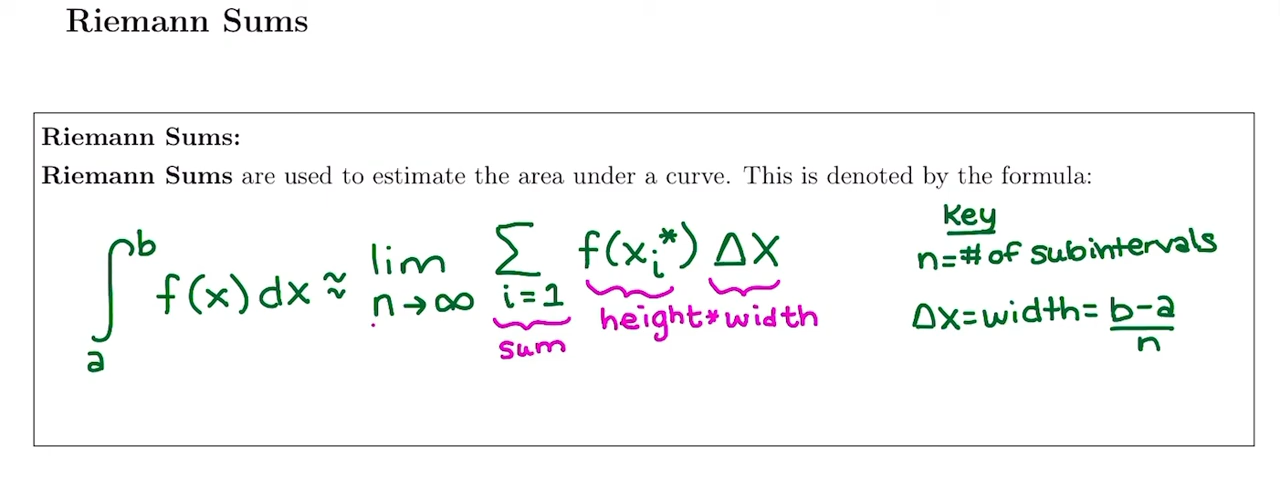 Riemann Sums
Riemann Sums:
Riemann Sums are used to estimate the area under a curve. This is denoted by the formula:
∫ₐᵇ f(x) dx ≈ lim n→∞ Σ i=1 f(xᵢ*) Δx
sum
height * width
Key
n = # of subintervals
Δx = width = b-a
n